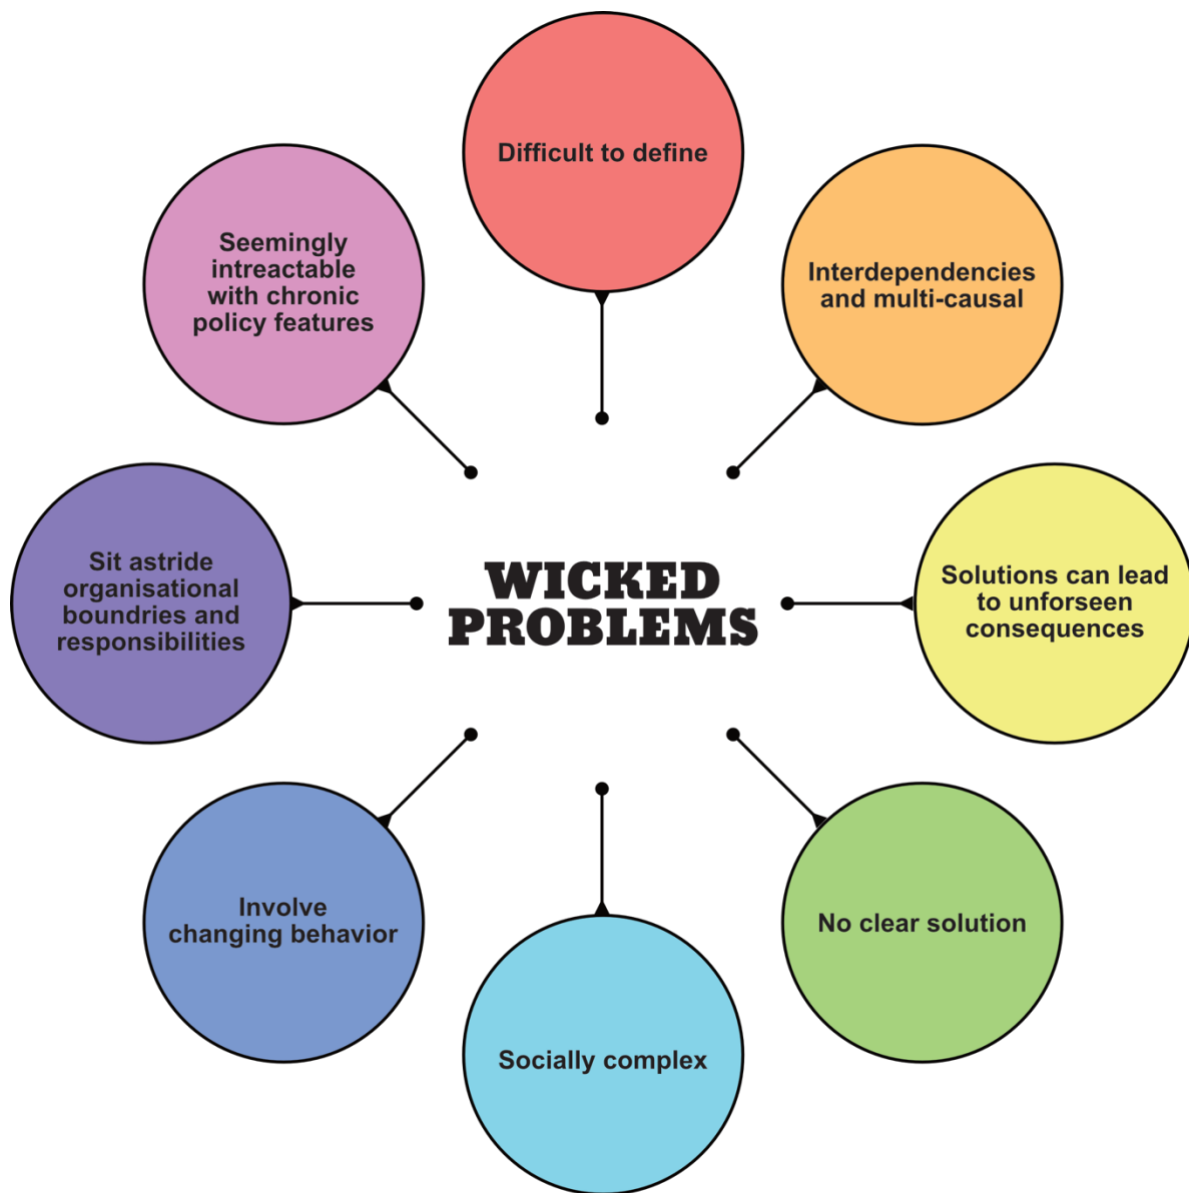 WICKED
PROBLEMS
Difficult to define
Interdependencies
and multi-causal
Solutions can lead
to unforseen
consequences
No clear solution
Socially complex
Involve
changing behavior
Sit astride
organisational
boundries and
responsibilities
Seemingly
intreactable
with chronic
policy features